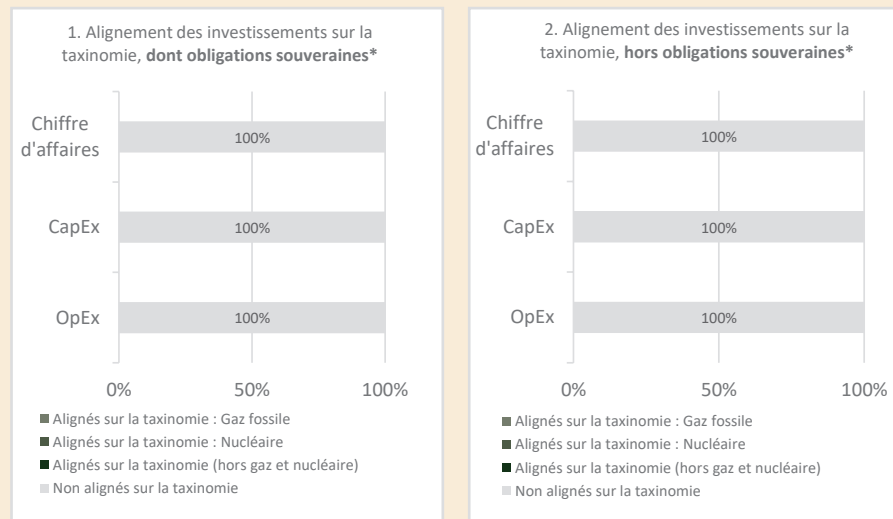 1. Alignement des investissements sur la
taxinomie, dont obligations souveraines*
Chiffre
d'affaires
100%
CapEx
100%
OpEx
100%
0%
50%
100%
Alignés sur la taxinomie : Gaz fossile
Alignés sur la taxinomie : Nucléaire
Alignés sur la taxinomie (hors gaz et nucléaire)
Non alignés sur la taxinomie
2. Alignement des investissements sur la
taxinomie, hors obligations souveraines*
Chiffre
d'affaires
100%
CapEx
100%
OpEx
100%
0%
50%
100%
Alignés sur la taxinomie : Gaz fossile
Alignés sur la taxinomie : Nucléaire
Alignés sur la taxinomie (hors gaz et nucléaire)
Non alignés sur la taxinomie